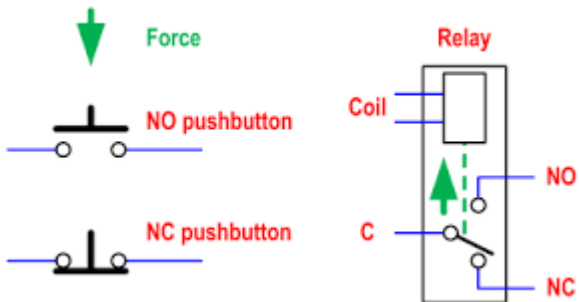 Force
Relay
Coil
NO pushbutton
NO
C
NC pushbutton
NC